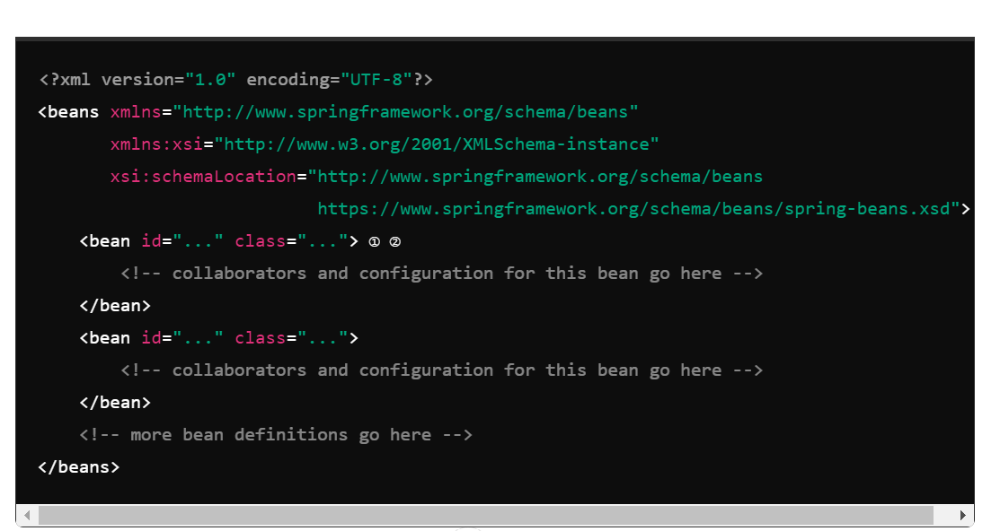 <?xml version="1.0" encoding="UTF-8"?>
<beans xmlns="http://www.springframework.org/schema/beans"
xmlns:xsi="http://www.w3.org/2001/XMLSchema-instance"
xsi:schemaLocation="http://www.springframework.org/schema/beans
https://www.springframework.org/schema/beans/spring-beans.xsd">
<bean id="..." class="..."> ① ②
<!-- collaborators and configuration for this bean go here -->
</bean>
<bean id="..." class="...">
<!-- collaborators and configuration for this bean go here -->
</bean>
<!-- more bean definitions go here -->
</beans>